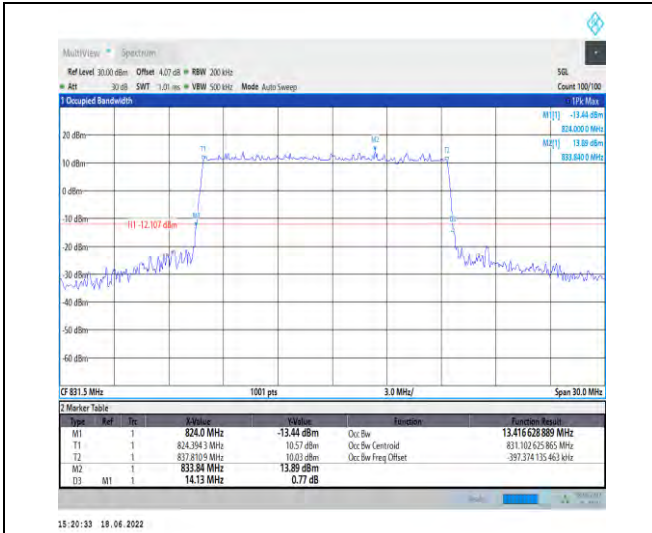 MultiView Spectrum
Ref Level 30.00 dBm Offset 4.07 dB RBW 200 kHz SGL
Att 30 dB SWT 1.01 ms VBW 500 kHz Mode Auto Sweep Count 100/100
1 Occupied Bandwidth 1Pk Max
M1[1] -13.44 dBm
824.000 0 MHz
M2[1] 13.89 dBm
833.840 0 MHz
20 dBm
T1 M2 T2
10 dBm
0 dBm
-10 dBm
M1 D3
H1 -12.107 dBm
-20 dBm
-30 dBm
-40 dBm
-50 dBm
-60 dBm
CF 831.5 MHz 1001 pts 3.0 MHz/ Span 30.0 MHz
2 Marker Table
Type Ref Trc X-Value Y-Value Function Function Result
M1 1 824.0 MHz -13.44 dBm Occ Bw 13.416 628 889 MHz
T1 1 824.394 3 MHz 10.57 dBm Occ Bw Centroid 831.102 625 865 MHz
T2 1 837.810 9 MHz 10.03 dBm Occ Bw Freq Offset -397.374 135 463 kHz
M2 1 833.84 MHz 13.89 dBm
D3 M1 1 14.13 MHz 0.77 dB
15:20:33 18.06.2022